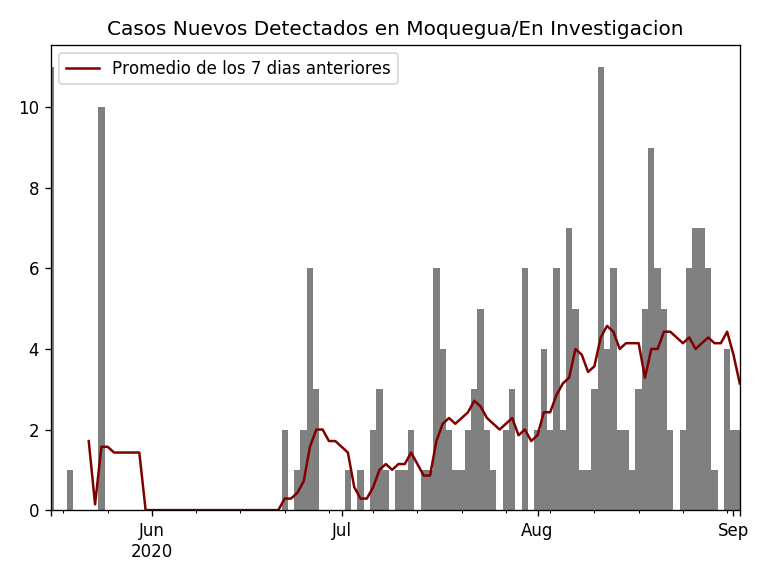 Casos Nuevos Detectados en Moquegua/En Investigacion
Promedio de los 7 dias anteriores
10
8
6
4
2
0
Jun
2020
Jul
Aug
Sep